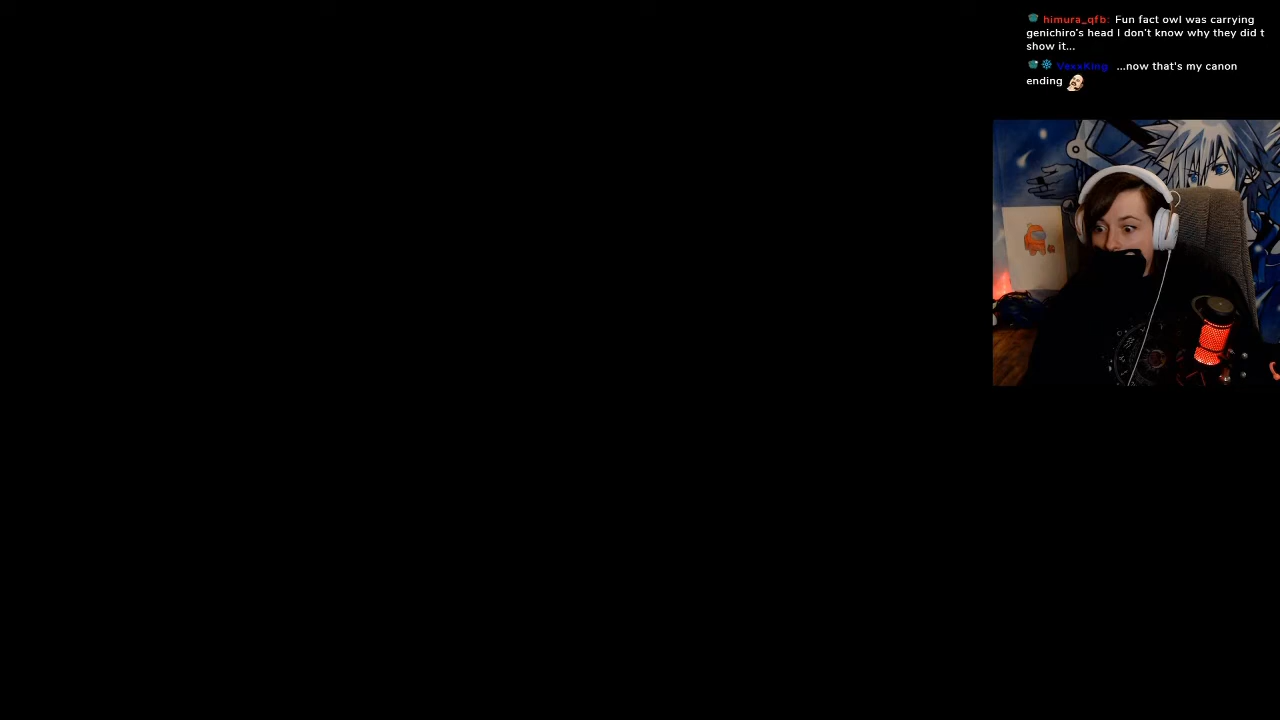 himura_qfb: Fun fact owl was carrying
genichiro's head I don't know why they did t
show it...
VexxKing ...now that's my canon
ending